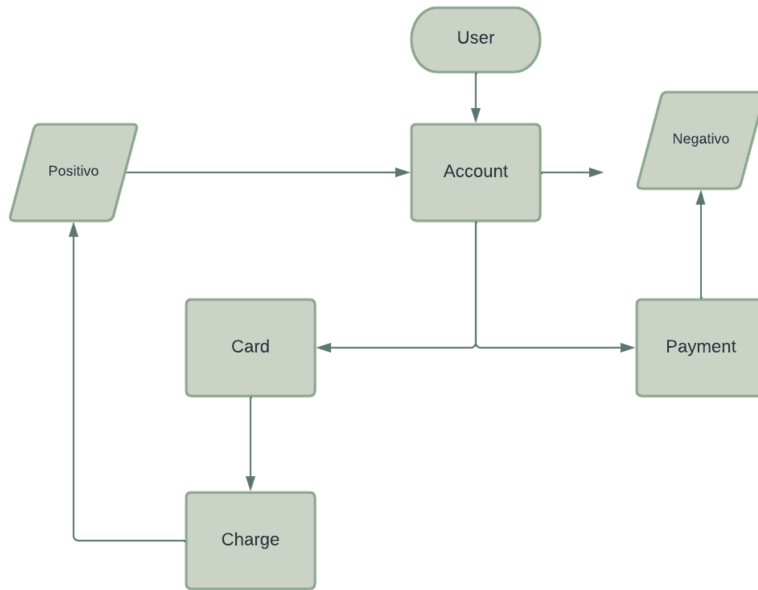 User
Negativo
Positivo
Account
Card
Payment
Charge